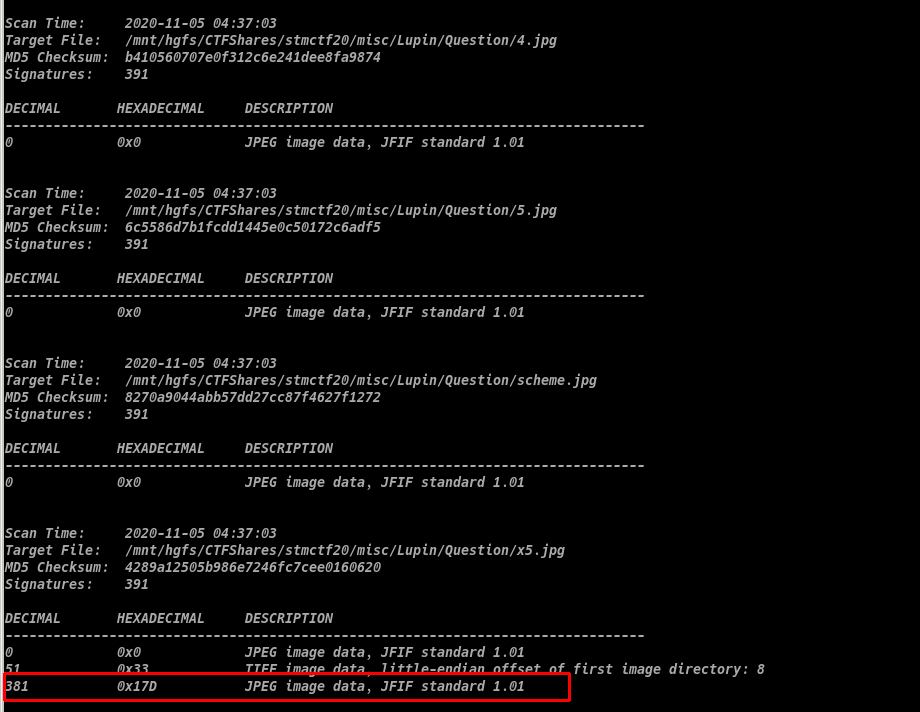 Scan Time:     2020-11-05 04:37:03
Target File:   /mnt/hgfs/CTFShares/stmctf20/misc/Lupin/Question/4.jpg
MD5 Checksum:  b410560707e0f312c6e241dee8fa9874
Signatures:    391
DECIMAL       HEXADECIMAL     DESCRIPTION
--------------------------------------------------------------------------------
0             0x0             JPEG image data, JFIF standard 1.01
Scan Time:     2020-11-05 04:37:03
Target File:   /mnt/hgfs/CTFShares/stmctf20/misc/Lupin/Question/5.jpg
MD5 Checksum:  6c5586d7b1fcdd1445e0c50172c6adf5
Signatures:    391
DECIMAL       HEXADECIMAL     DESCRIPTION
--------------------------------------------------------------------------------
0             0x0             JPEG image data, JFIF standard 1.01
Scan Time:     2020-11-05 04:37:03
Target File:   /mnt/hgfs/CTFShares/stmctf20/misc/Lupin/Question/scheme.jpg
MD5 Checksum:  8270a9044abb57dd27cc87f4627f1272
Signatures:    391
DECIMAL       HEXADECIMAL     DESCRIPTION
--------------------------------------------------------------------------------
0             0x0             JPEG image data, JFIF standard 1.01
Scan Time:     2020-11-05 04:37:03
Target File:   /mnt/hgfs/CTFShares/stmctf20/misc/Lupin/Question/x5.jpg
MD5 Checksum:  4289a12505b986e7246fc7cee0160620
Signatures:    391
DECIMAL       HEXADECIMAL     DESCRIPTION
--------------------------------------------------------------------------------
0             0x0             JPEG image data, JFIF standard 1.01
51            0x33            TIFF image data, little-endian offset of first image directory: 8
381           0x17D           JPEG image data, JFIF standard 1.01